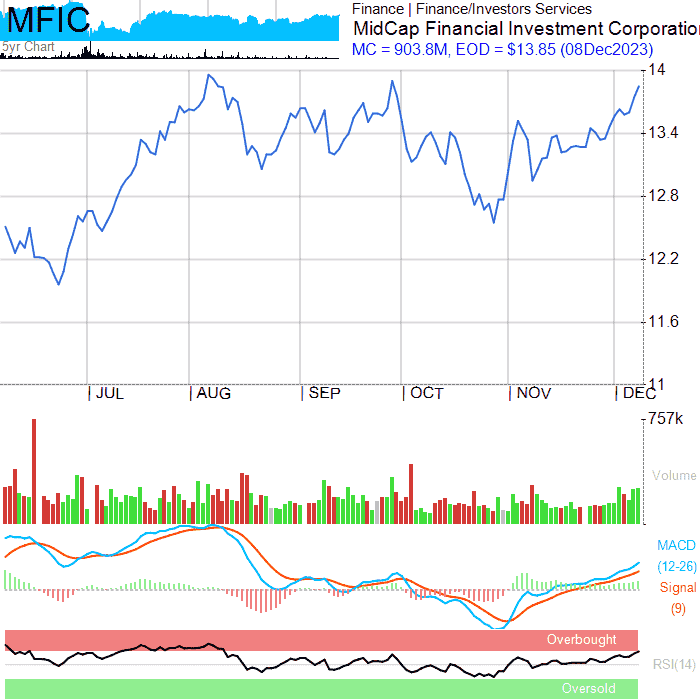 MFIC
5yr Chart
Finance | Finance/Investors Services
MidCap Financial Investment Corporation
MC = 903.8M, EOD = $13.85 (08Dec2023)
14
13.4
12.8
12.2
11.6
11
JUL AUG SEP OCT NOV DEC
757k
Volume
MACD
(12-26)
Signal
(9)
Overbought
RSI(14)
Oversold